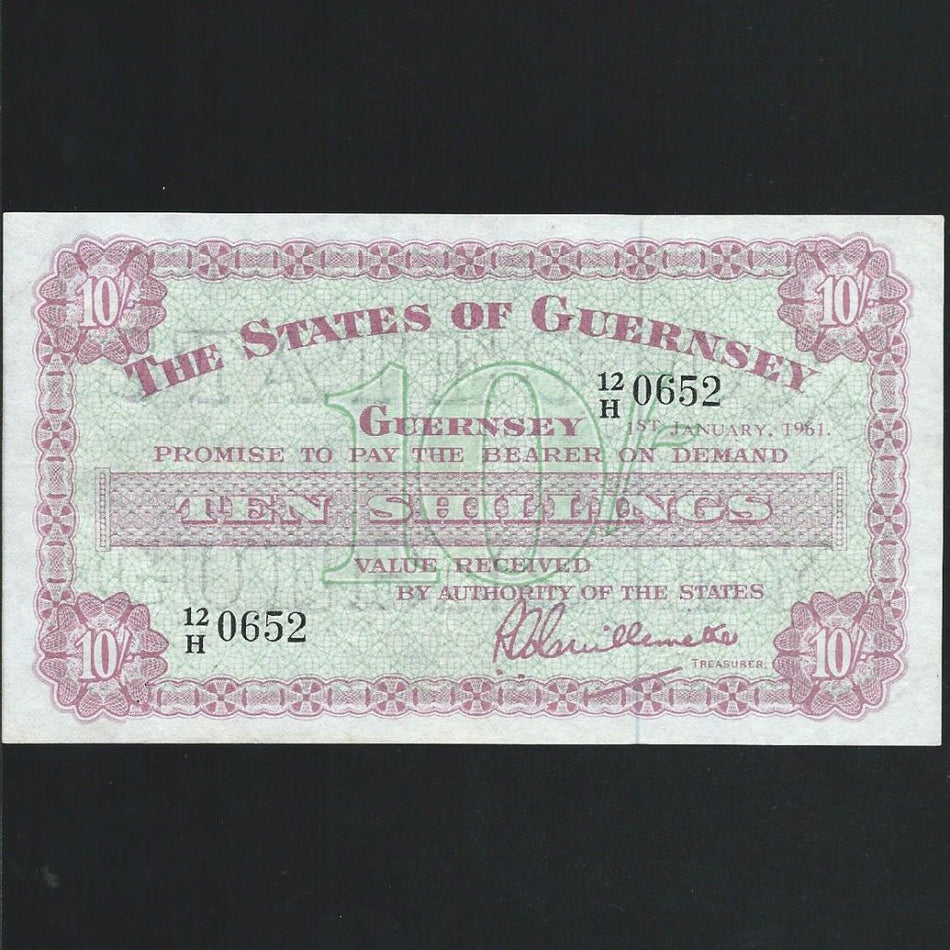 10/- 10/-
THE STATES OF GUERNSEY
12/H 0652
GUERNSEY 1ST JANUARY, 1961.
PROMISE TO PAY THE BEARER ON DEMAND
TEN SHILLINGS
10/-
VALUE RECEIVED
BY AUTHORITY OF THE STATES
12/H 0652
TREASURER.
10/- 10/-